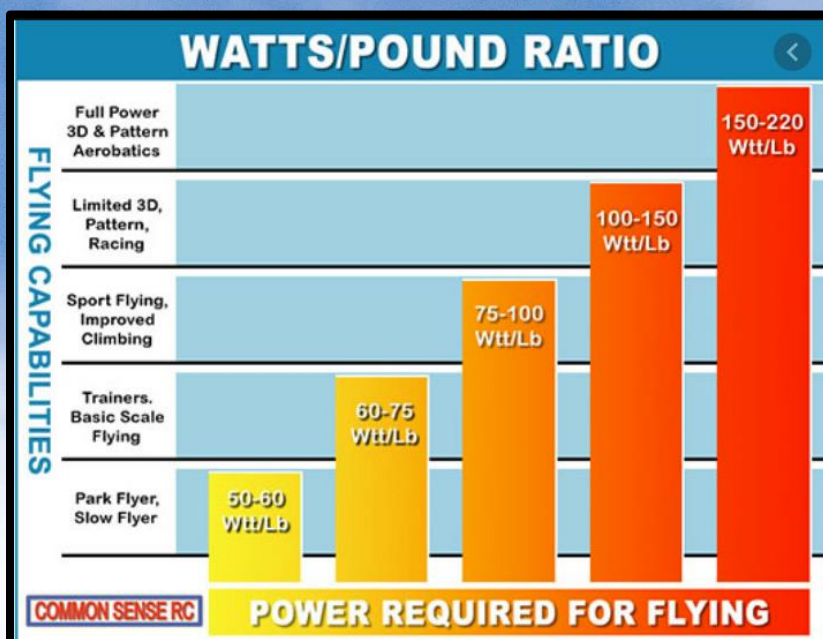 WATTS/POUND RATIO
FLYING CAPABILITIES
Full Power
3D & Pattern
Aerobatics
150-220
Wtt/Lb
Limited 3D,
Pattern,
Racing
100-150
Wtt/Lb
Sport Flying,
Improved
Climbing
75-100
Wtt/Lb
Trainers.
Basic Scale
Flying
60-75
Wtt/Lb
Park Flyer,
Slow Flyer
50-60
Wtt/Lb
COMMON SENSE RC
POWER REQUIRED FOR FLYING